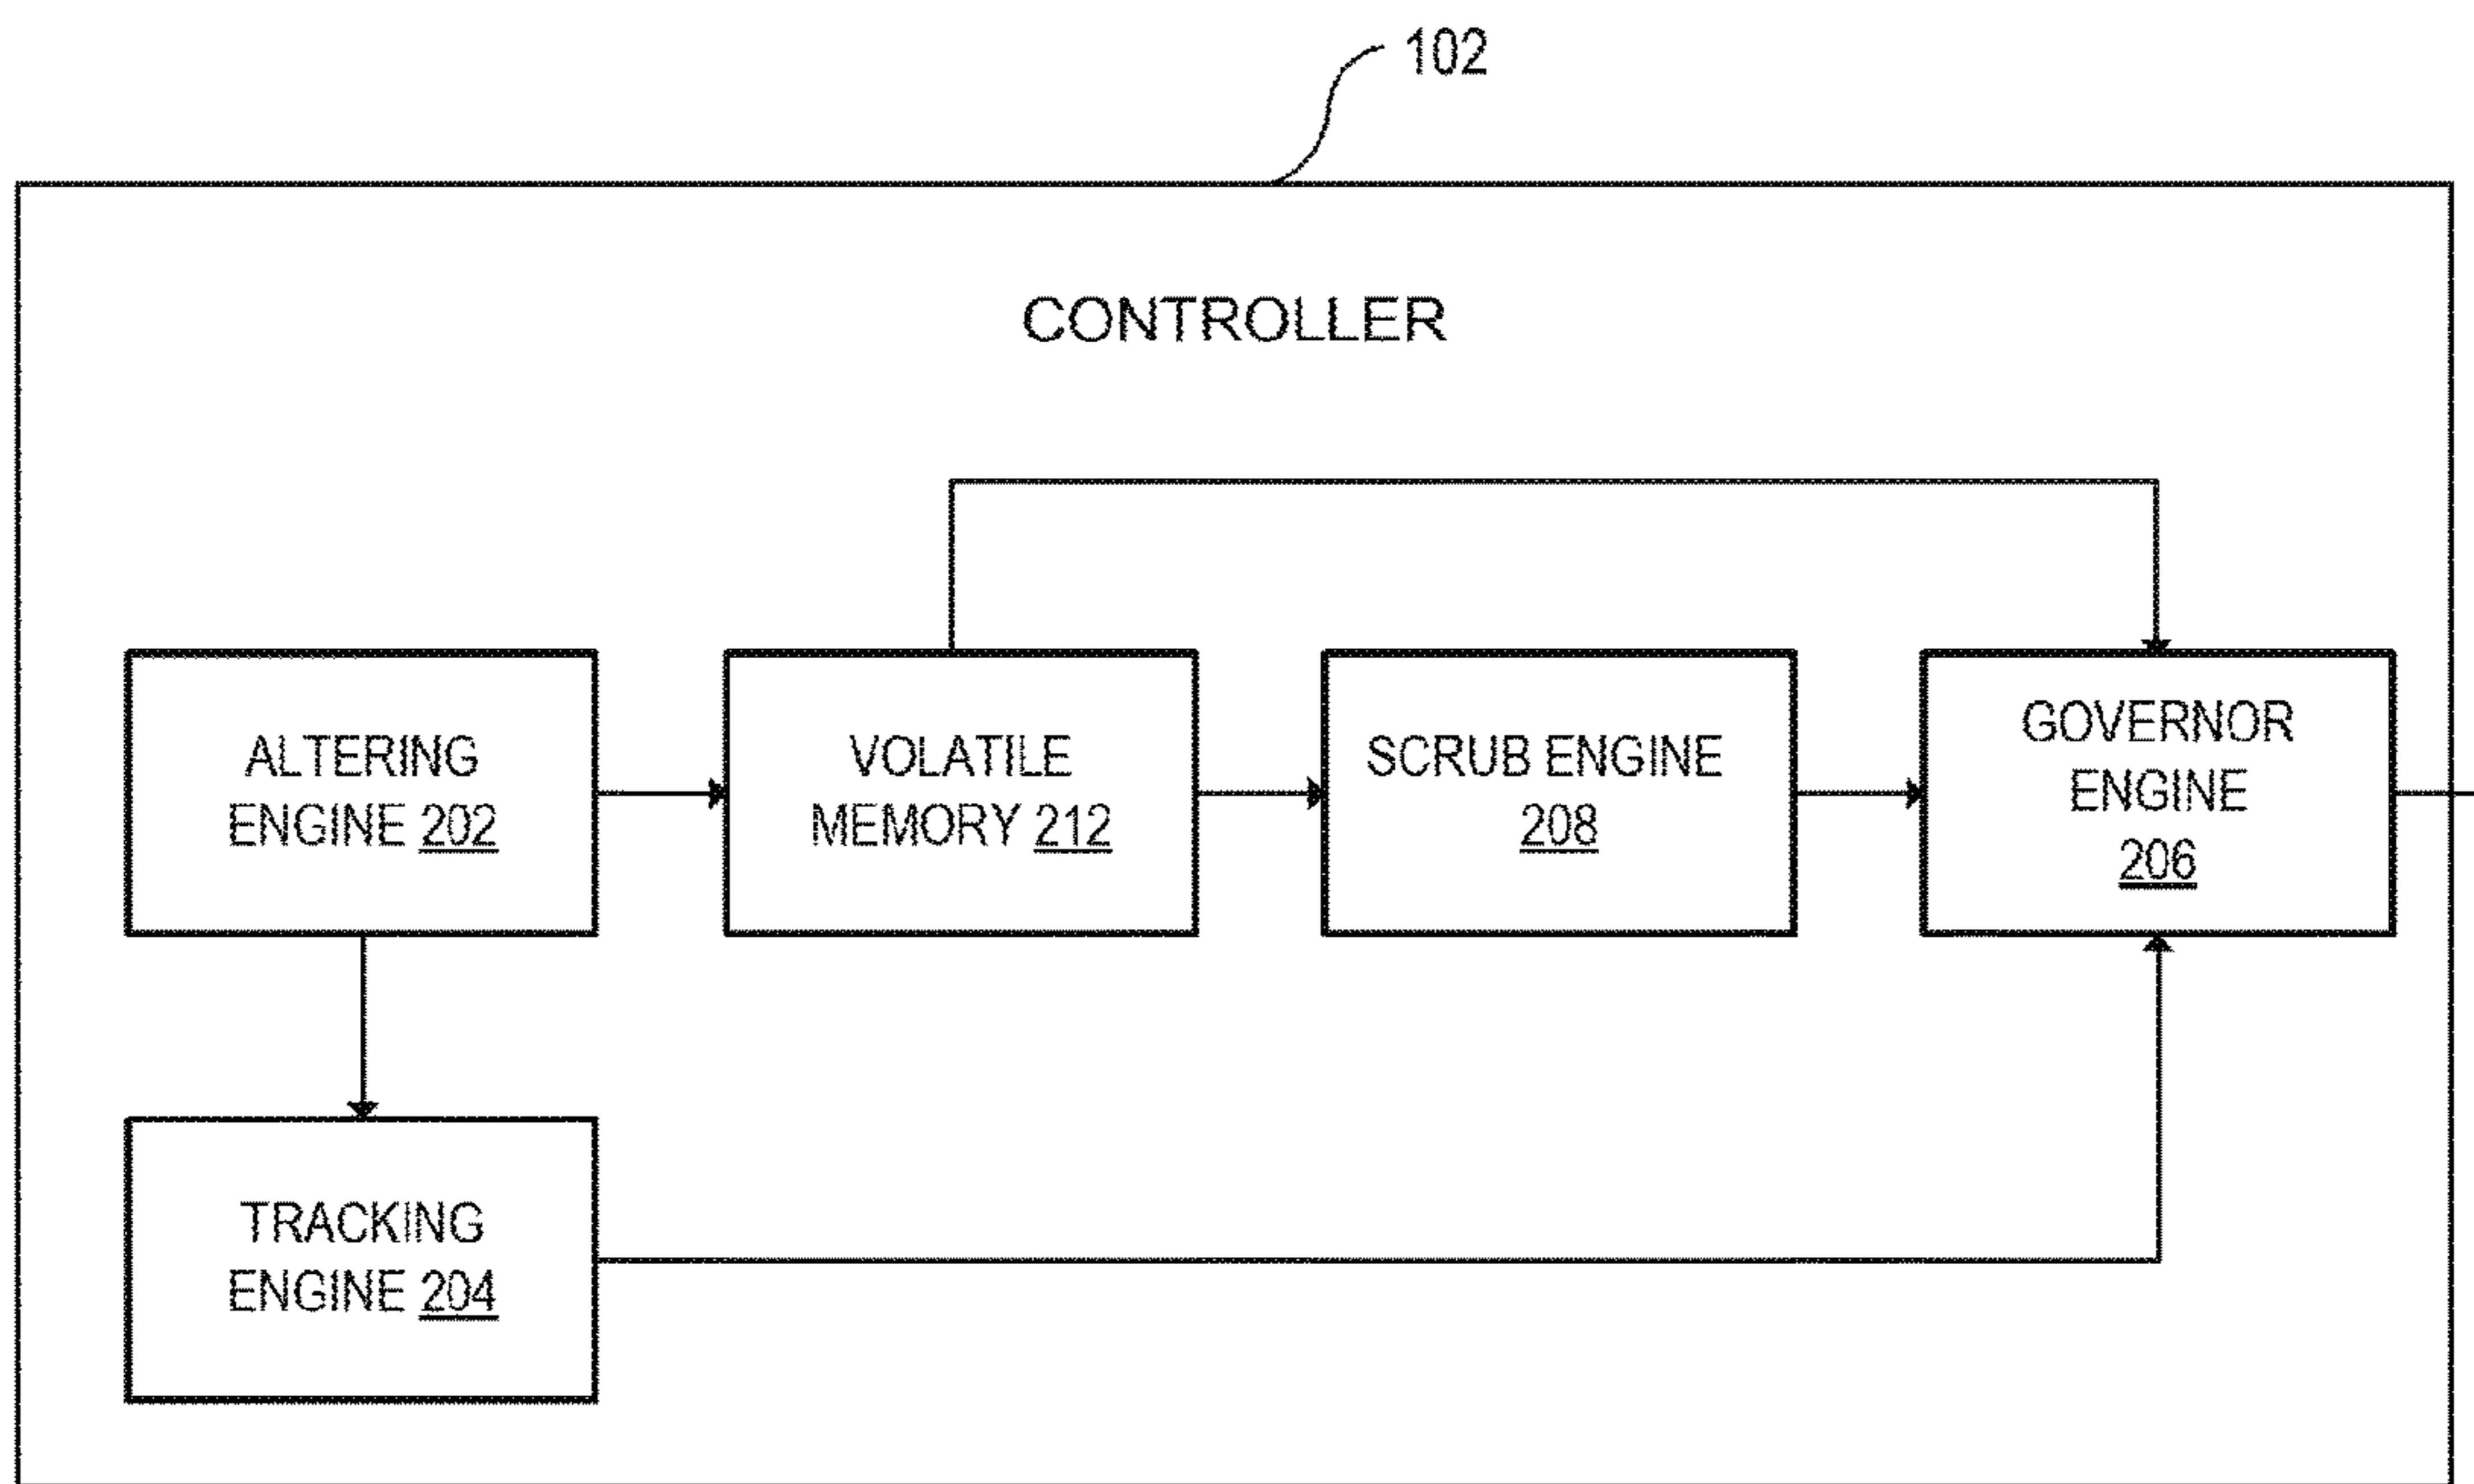 102
CONTROLLER
ALTERING
ENGINE 202
VOLATILE
MEMORY 212
SCRUB ENGINE
208
GOVERNOR
ENGINE
206
TRACKING
ENGINE 204